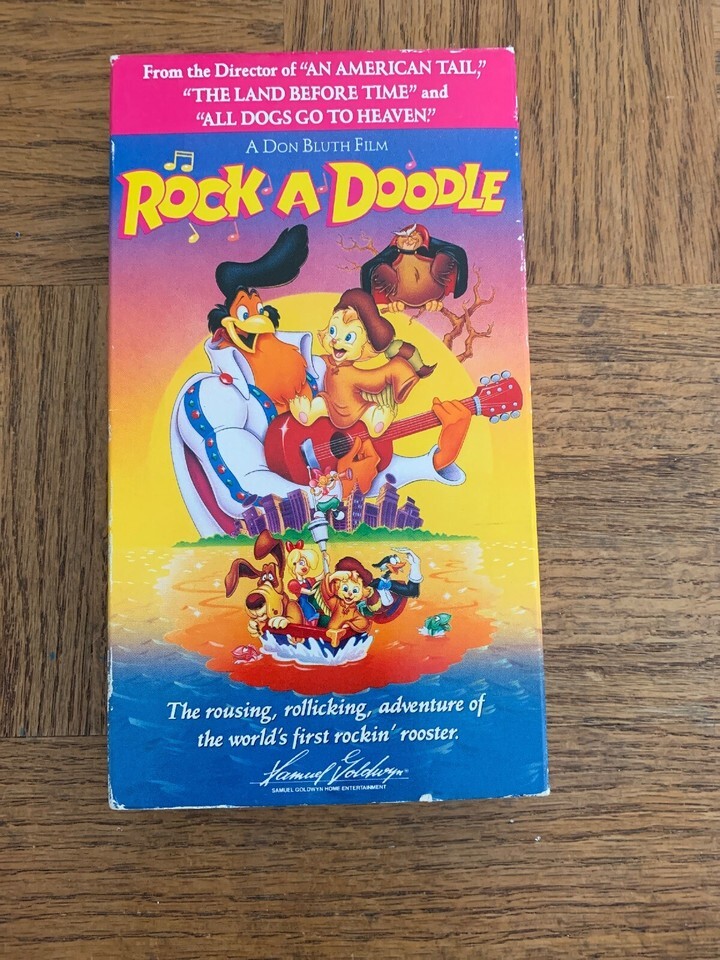 From the Director of “AN AMERICAN TAIL,”
“THE LAND BEFORE TIME” and
“ALL DOGS GO TO HEAVEN.”
A DON BLUTH FILM
ROCK·A·DOODLE
The rousing, rollicking, adventure of
the world’s first rockin’ rooster.
Samuel Goldwyn®
SAMUEL GOLDWYN HOME ENTERTAINMENT